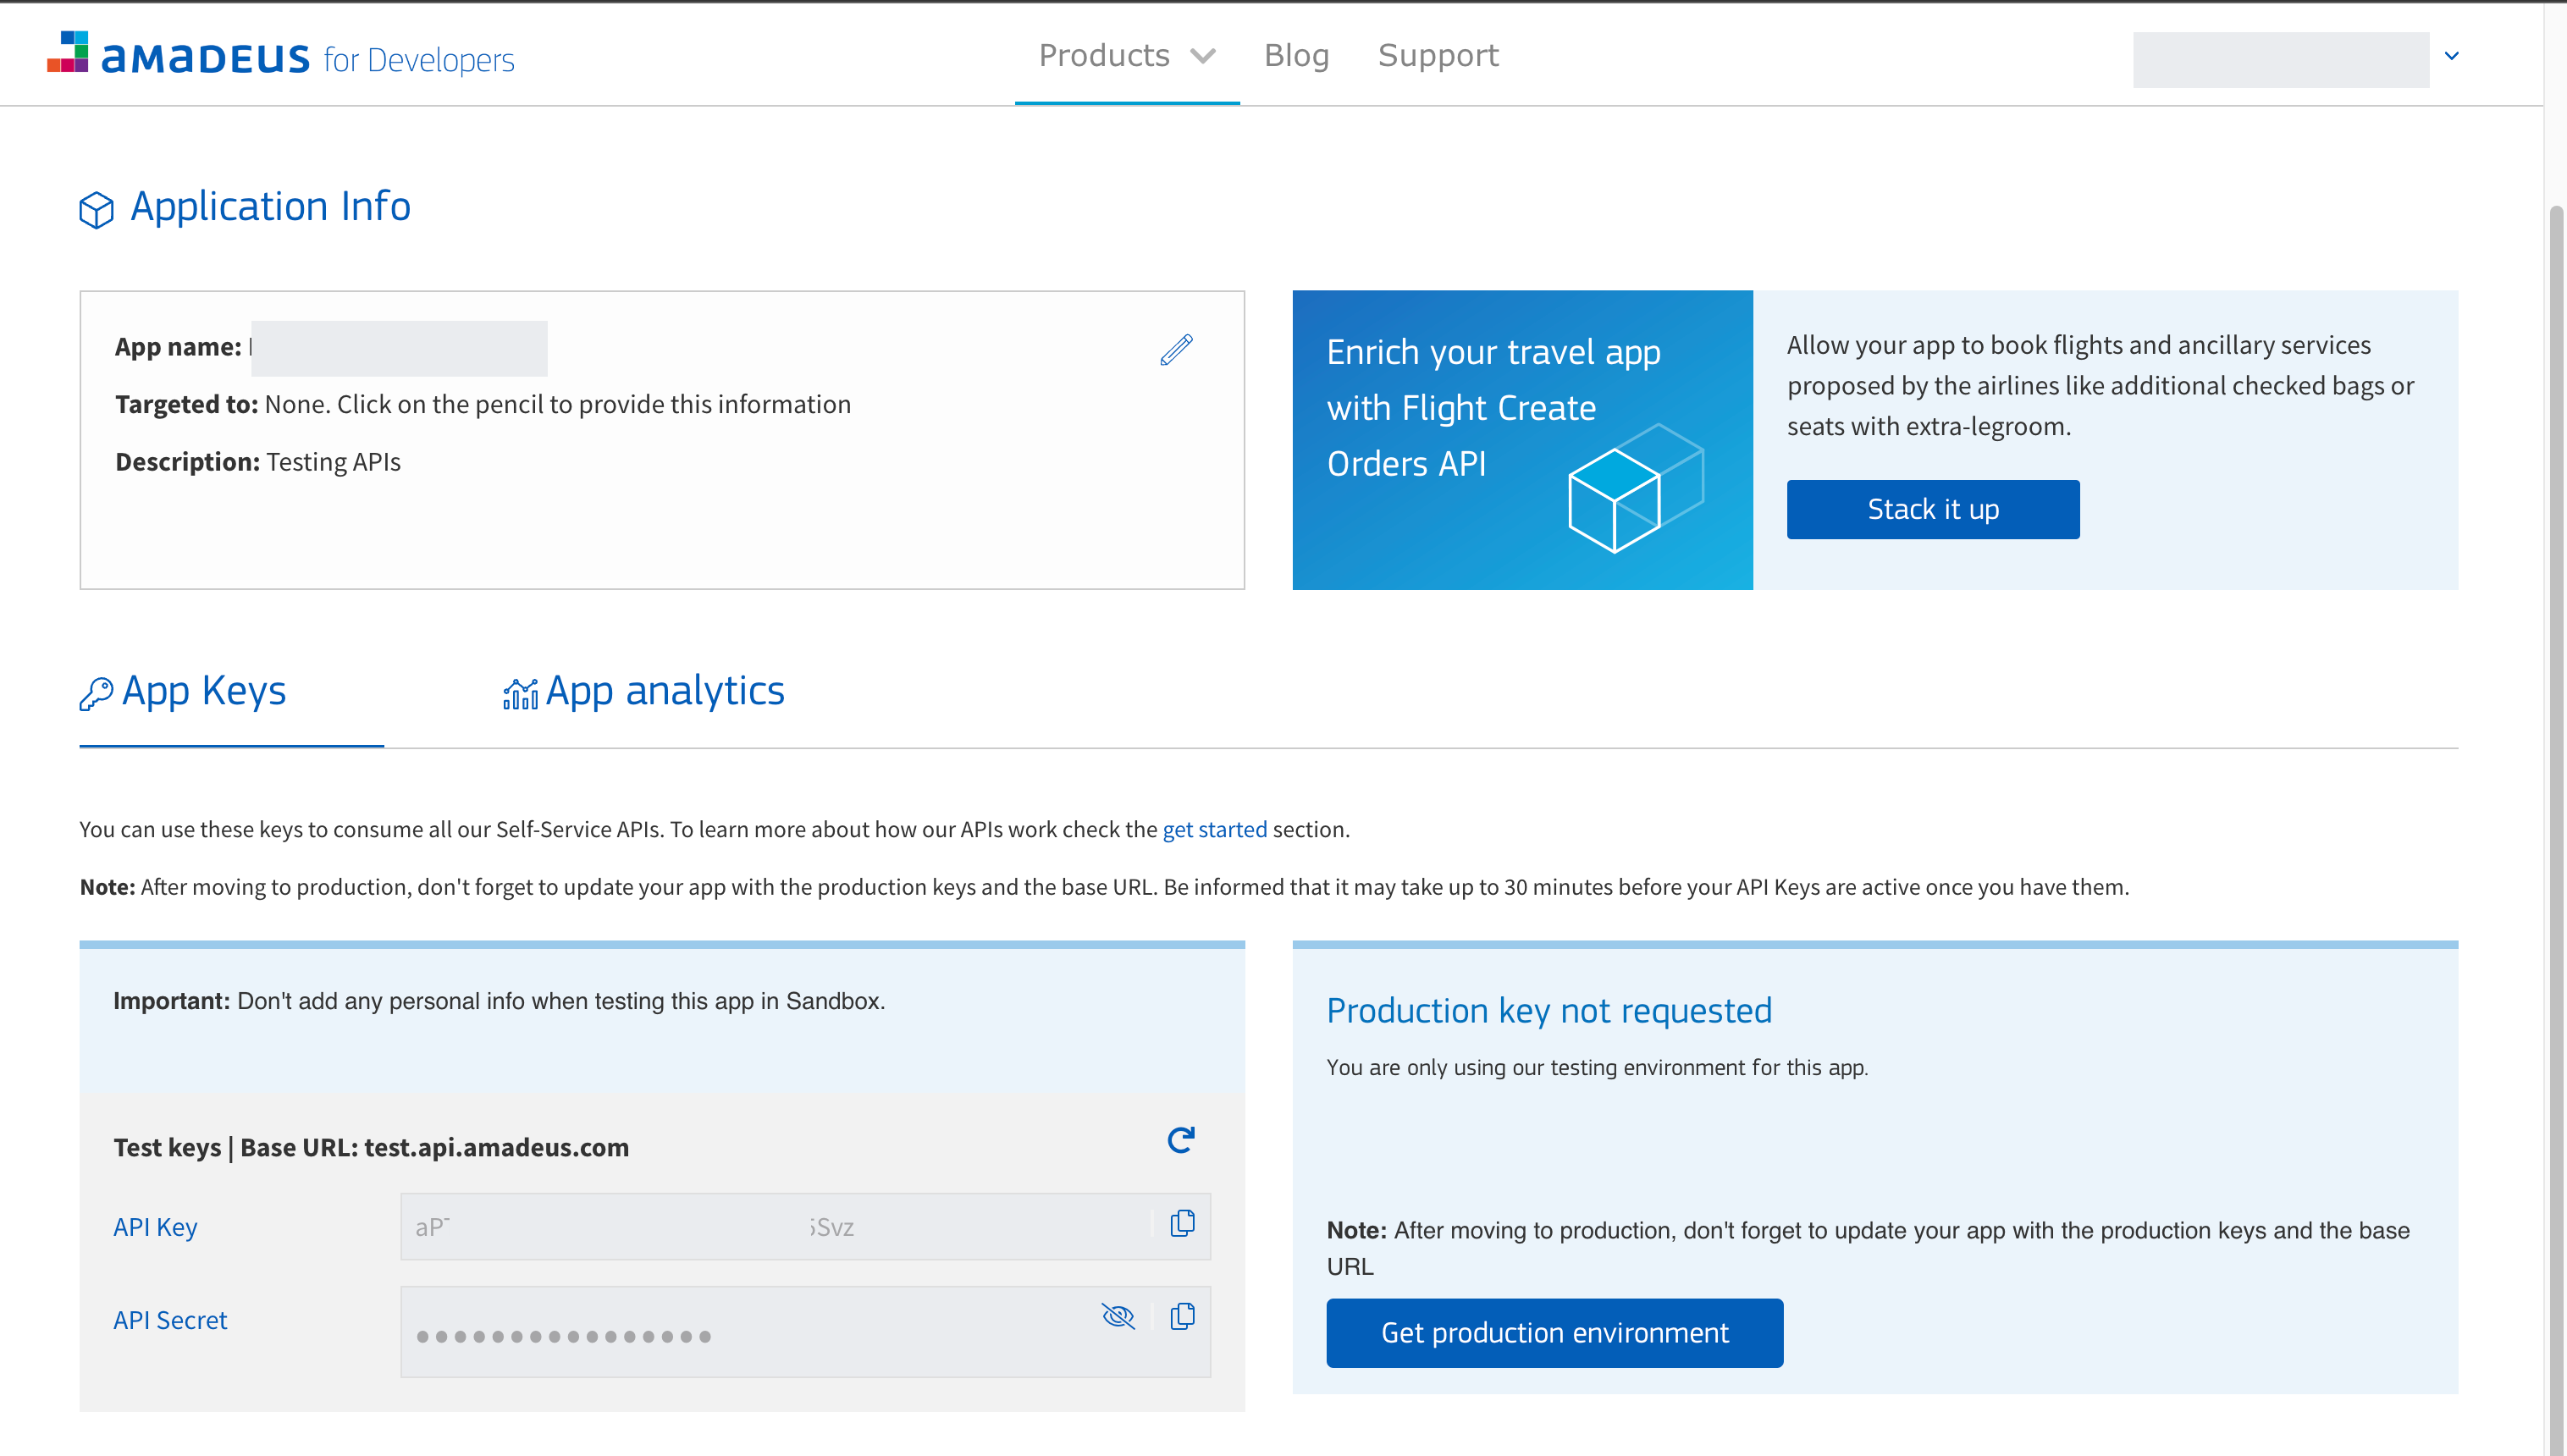 amadeus for Developers
Products Blog Support
Application Info
App name:
Targeted to: None. Click on the pencil to provide this information
Description: Testing APIs
Enrich your travel app
with Flight Create
Orders API
Allow your app to book flights and ancillary services
proposed by the airlines like additional checked bags or
seats with extra-legroom.
Stack it up
App Keys
App analytics
You can use these keys to consume all our Self-Service APIs. To learn more about how our APIs work check the get started section.
Note: After moving to production, don't forget to update your app with the production keys and the base URL. Be informed that it may take up to 30 minutes before your API Keys are active once you have them.
Important: Don't add any personal info when testing this app in Sandbox.
Test keys | Base URL: test.api.amadeus.com
API Key
API Secret
Production key not requested
You are only using our testing environment for this app.
Note: After moving to production, don't forget to update your app with the production keys and the base
URL
Get production environment